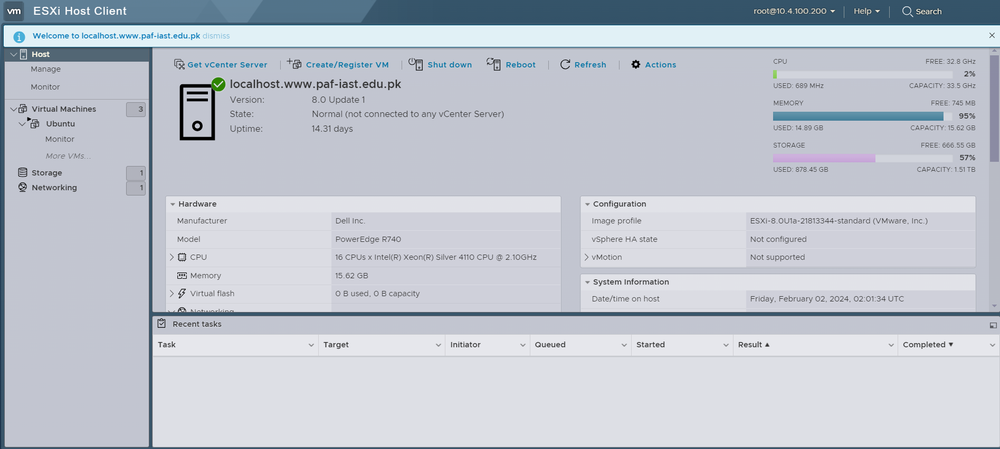 vm ESXi Host Client root@10.4.100.200 Help Search
Welcome to localhost.www.paf-iast.edu.pk dismiss
Host
Manage
Monitor
Virtual Machines 3
Ubuntu
Monitor
More VMs...
Storage 1
Networking 1
Get vCenter Server Create/Register VM Shut down Reboot Refresh Actions
localhost.www.paf-iast.edu.pk
Version: 8.0 Update 1
State: Normal (not connected to any vCenter Server)
Uptime: 14.31 days
CPU FREE: 32.8 GHz
2%
USED: 689 MHz CAPACITY: 33.5 GHz
MEMORY FREE: 745 MB
95%
USED: 14.89 GB CAPACITY: 15.62 GB
STORAGE FREE: 666.55 GB
57%
USED: 878.45 GB CAPACITY: 1.51 TB
Hardware
Manufacturer Dell Inc.
Model PowerEdge R740
CPU 16 CPUs x Intel(R) Xeon(R) Silver 4110 CPU @ 2.10GHz
Memory 15.62 GB
Virtual flash 0 B used, 0 B capacity
Networking
Configuration
Image profile ESXi-8.0U1a-21813344-standard (VMware, Inc.)
vSphere HA state Not configured
vMotion Not supported
System Information
Date/time on host Friday, February 02, 2024, 02:01:34 UTC
Recent tasks
Task Target Initiator Queued Started Result Completed